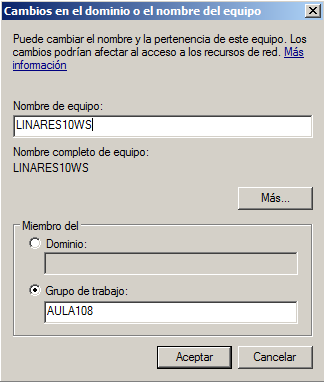 Cambios en el dominio o el nombre del equipo
Puede cambiar el nombre y la pertenencia de este equipo. Los
cambios podrían afectar al acceso a los recursos de red. Más
información
Nombre de equipo:
LINARES10WS
Nombre completo de equipo:
LINARES10WS
Más...
Miembro del
Dominio:
Grupo de trabajo:
AULA108
Aceptar
Cancelar